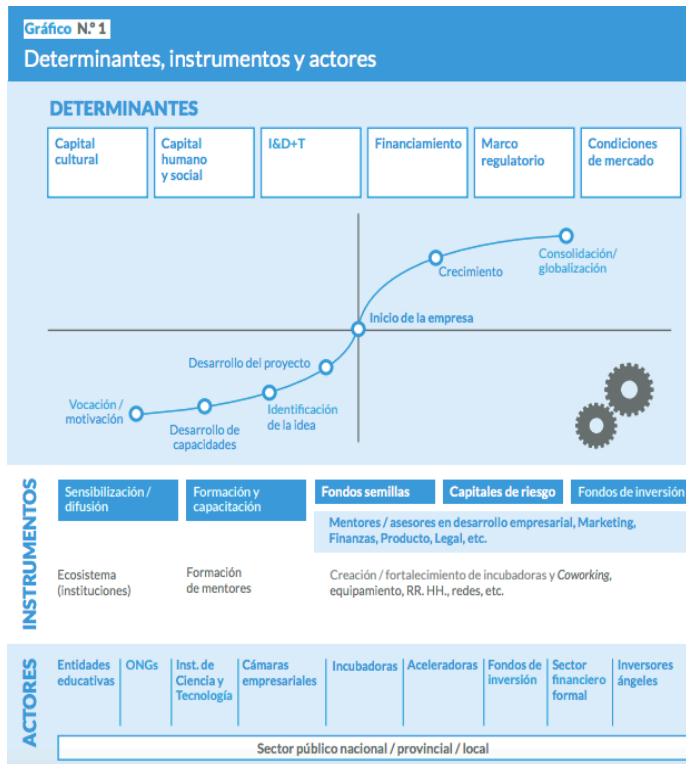 Gráfico N.º 1
Determinantes, instrumentos y actores
DETERMINANTES
Capital
cultural
Capital
humano
y social
I&D+T
Financiamiento
Marco
regulatorio
Condiciones
de mercado
Consolidación/
globalización
Crecimiento
Inicio de la empresa
Desarrollo del proyecto
Identificación
de la idea
Desarrollo de
capacidades
Vocación /
motivación
INSTRUMENTOS
Sensibilización /
difusión
Formación y
capacitación
Fondos semillas
Capitales de riesgo
Fondos de inversión
Mentores / asesores en desarrollo empresarial, Marketing,
Finanzas, Producto, Legal, etc.
Ecosistema
(instituciones)
Formación
de mentores
Creación / fortalecimiento de incubadoras y Coworking,
equipamiento, RR. HH., redes, etc.
ACTORES
Entidades
educativas
ONGs
Inst. de
Ciencia y
Tecnología
Cámaras
empresariales
Incubadoras
Aceleradoras
Fondos de
inversión
Sector
financiero
formal
Inversores
ángeles
Sector público nacional / provincial / local